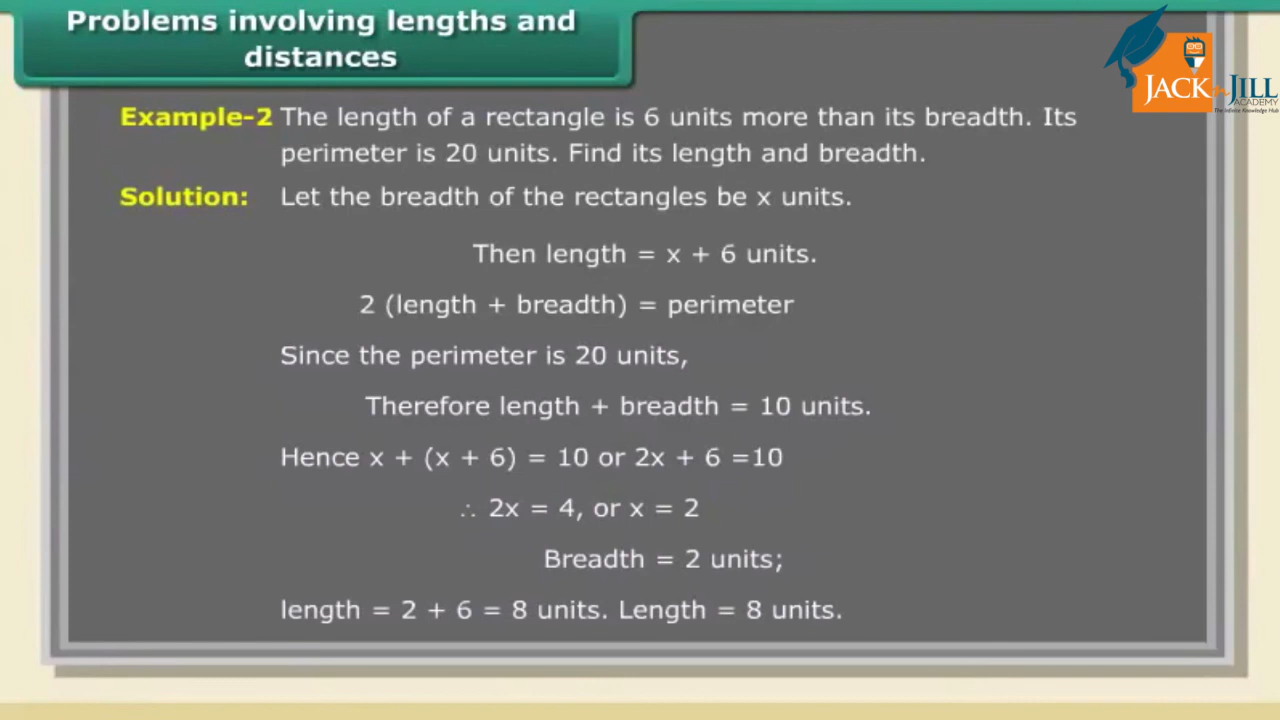 Problems involving lengths and
distances
JACK n JILL
ACADEMY
The Infinite Knowledge Hub
Example-2 The length of a rectangle is 6 units more than its breadth. Its
perimeter is 20 units. Find its length and breadth.
Solution: Let the breadth of the rectangles be x units.
Then length = x + 6 units.
2 (length + breadth) = perimeter
Since the perimeter is 20 units,
Therefore length + breadth = 10 units.
Hence x + (x + 6) = 10 or 2x + 6 =10
∴ 2x = 4, or x = 2
Breadth = 2 units;
length = 2 + 6 = 8 units. Length = 8 units.